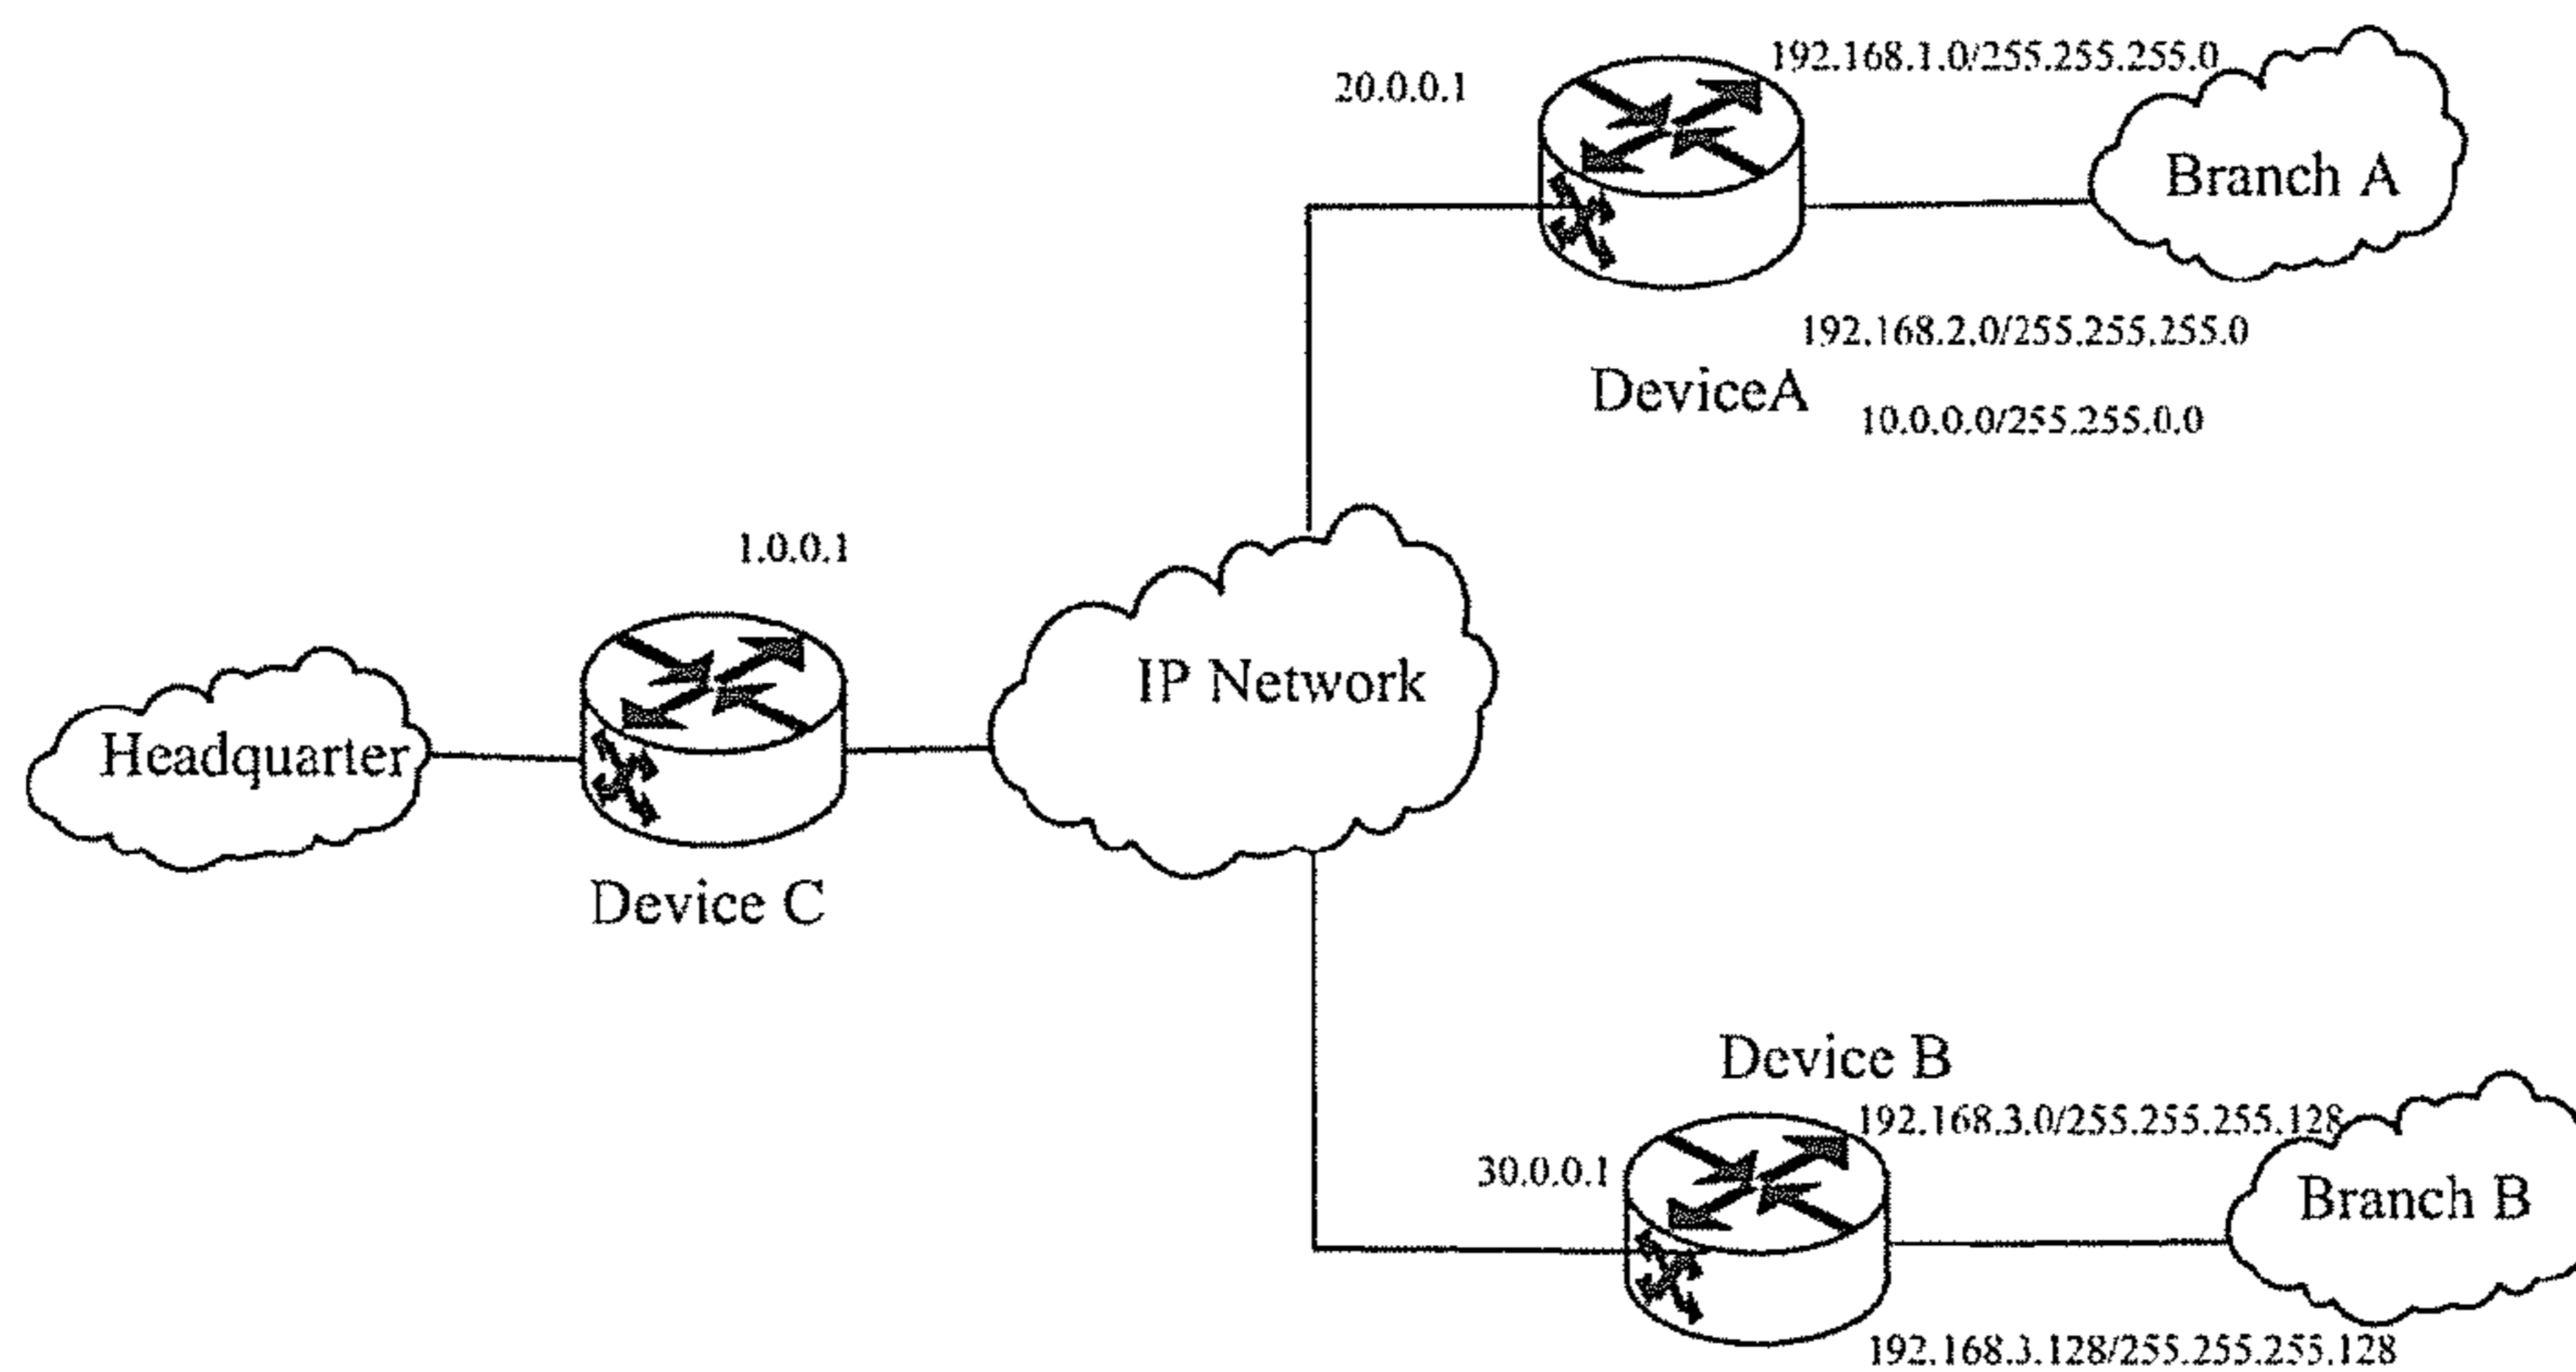 192.168.1.0/255.255.255.0
20.0.0.1
Branch A
192.168.2.0/255.255.255.0
DeviceA
10.0.0.0/255.255.0.0
1.0.0.1
IP Network
Headquarter
Device C
Device B
192.168.3.0/255.255.255.128
30.0.0.1
Branch B
192.168.3.128/255.255.255.128